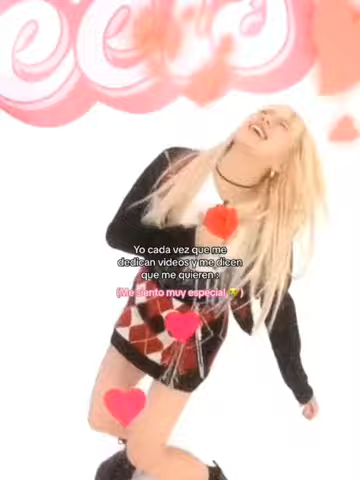 Yo cada vez que me
dedican videos y me dicen
que me quieren :
(Me siento muy especial 🥹)